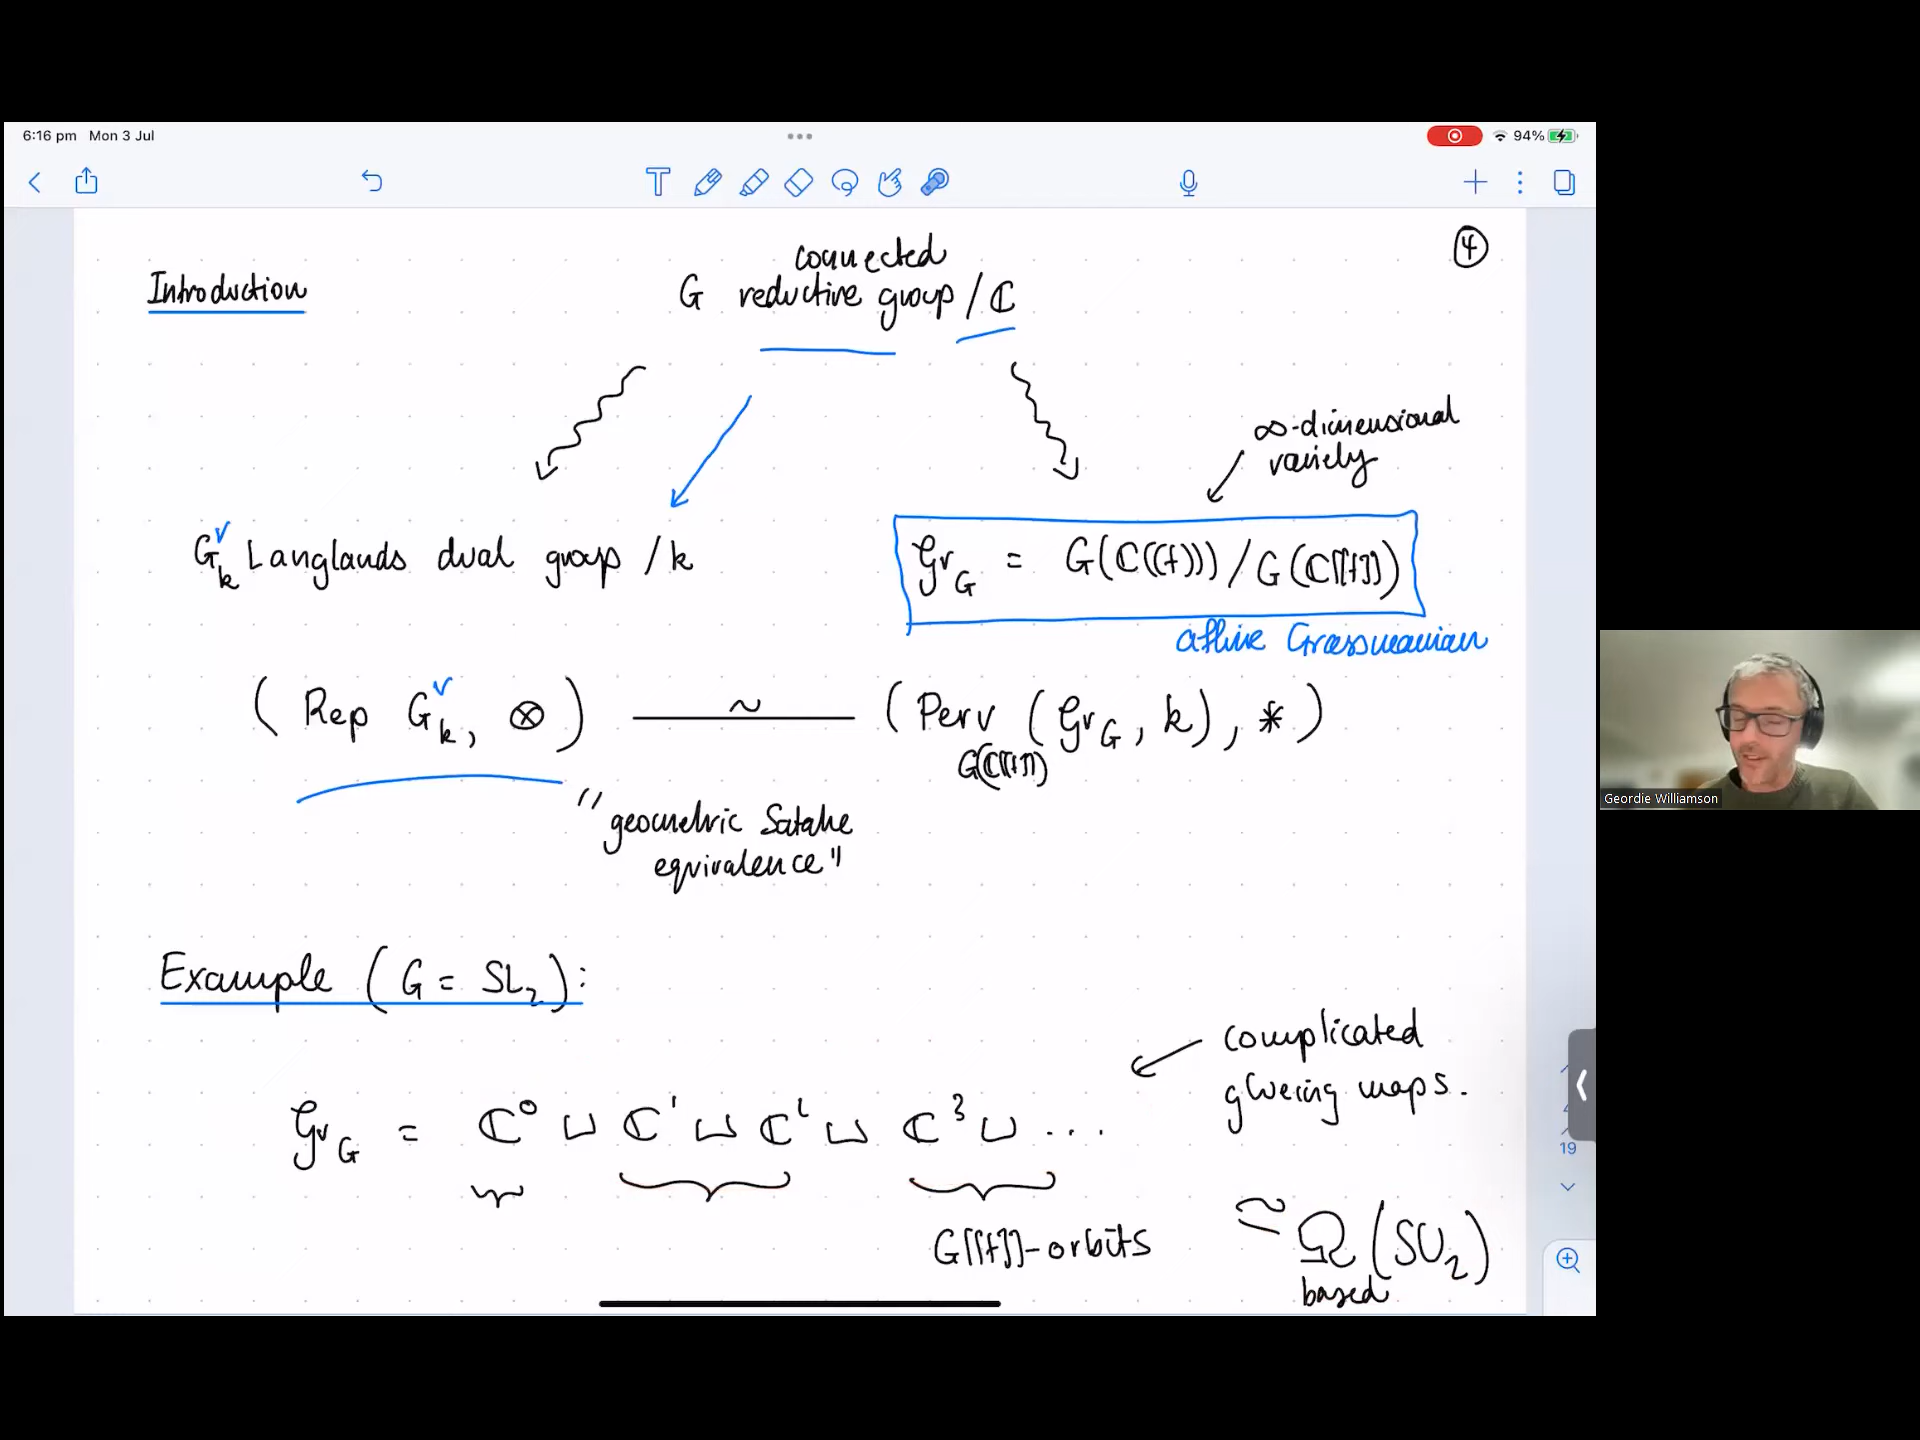 6:16 pm Mon 3 Jul
94%
④
Introduction
connected
G reductive group / ℂ
∞-dimensional
variety
G^∨_k Langlands dual group / k
𝒢r_G = G(ℂ((t))) / G(ℂ[[t]])
affine Grassmannian
( Rep G^∨_k, ⊗ ) ~ ( Perv_{G(ℂ[[t]])} ( 𝒢r_G, k ), * )
"geometric Satake
equivalence"
Example ( G = SL_2 ):
complicated
glueing maps.
𝒢r_G = ℂ^0 ⊔ ℂ^1 ⊔ ℂ^2 ⊔ ℂ^3 ⊔ ...
G[[t]]-orbits
≃ Ω_based (SU_2)
19
Geordie Williamson